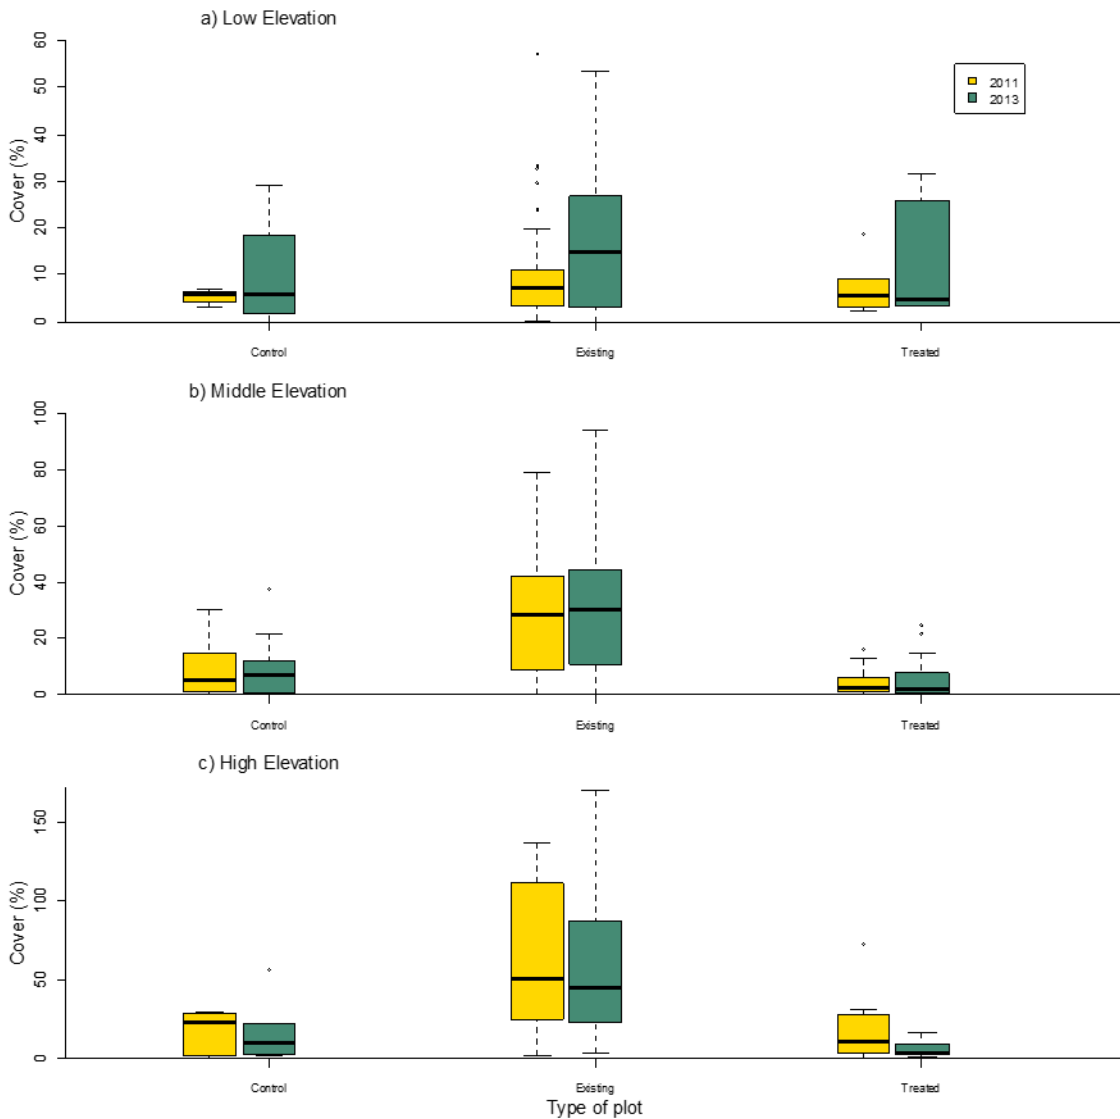 a) Low Elevation
Cover (%)
60
50
40
30
20
10
0
2011
2013
Control
Existing
Treated
b) Middle Elevation
Cover (%)
100
80
60
40
20
0
Control
Existing
Treated
c) High Elevation
Cover (%)
150
100
50
0
Control
Existing
Treated
Type of plot